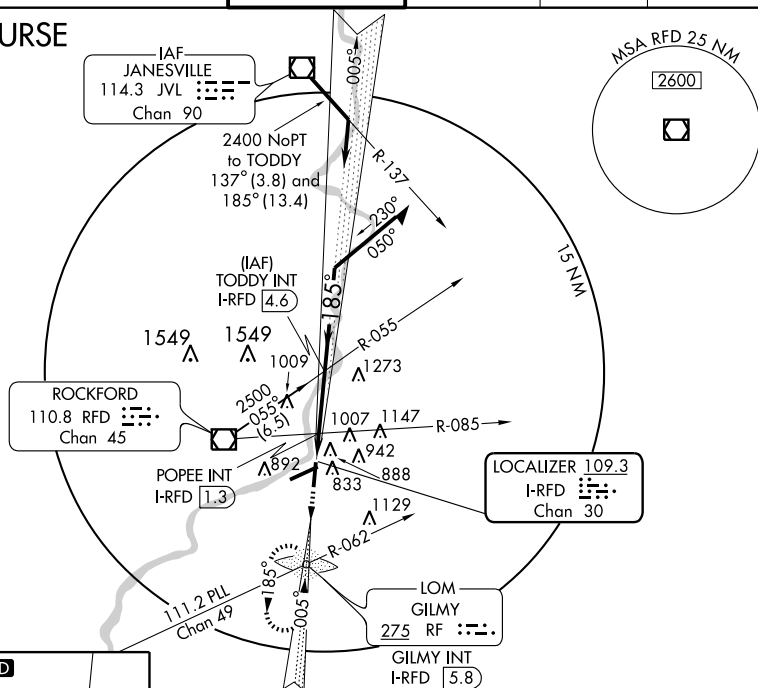 URSE
IAF
JANESVILLE
114.3 JVL
Chan 90
005°
MSA RFD 25 NM
2600
2400 NoPT
to TODDY
137° (3.8) and
185° (13.4)
R-137
230°
050°
15 NM
(IAF)
TODDY INT
I-RFD 4.6
185°
R-055
1549
1549
1009
1273
ROCKFORD
110.8 RFD
Chan 45
2500
055°
(6.5)
1007
1147
R-085
942
892
888
833
POPEE INT
I-RFD 1.3
LOCALIZER 109.3
I-RFD
Chan 30
1129
R-062
185°
005°
111.2 PLL
Chan 49
LOM
GILMY
275 RF
GILMY INT
I-RFD 5.8
D